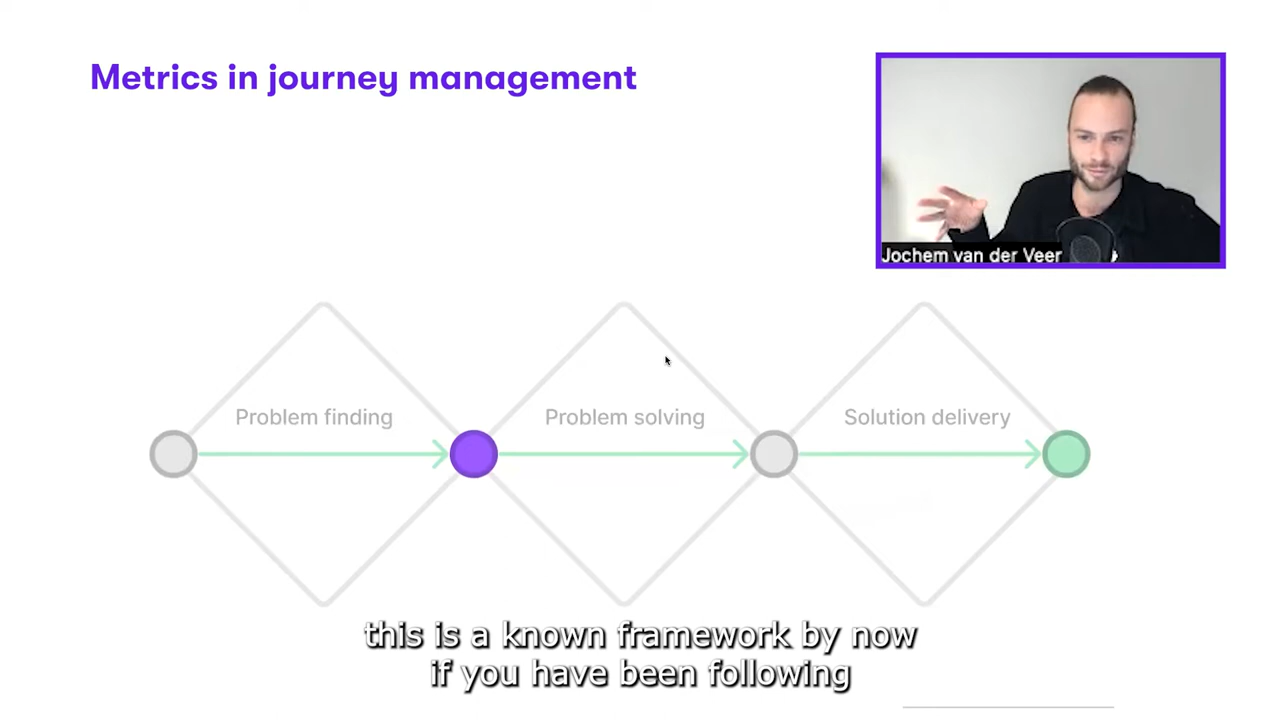 Metrics in journey management
Jochem van der Veer
Problem finding
Problem solving
Solution delivery
this is a known framework by now
if you have been following